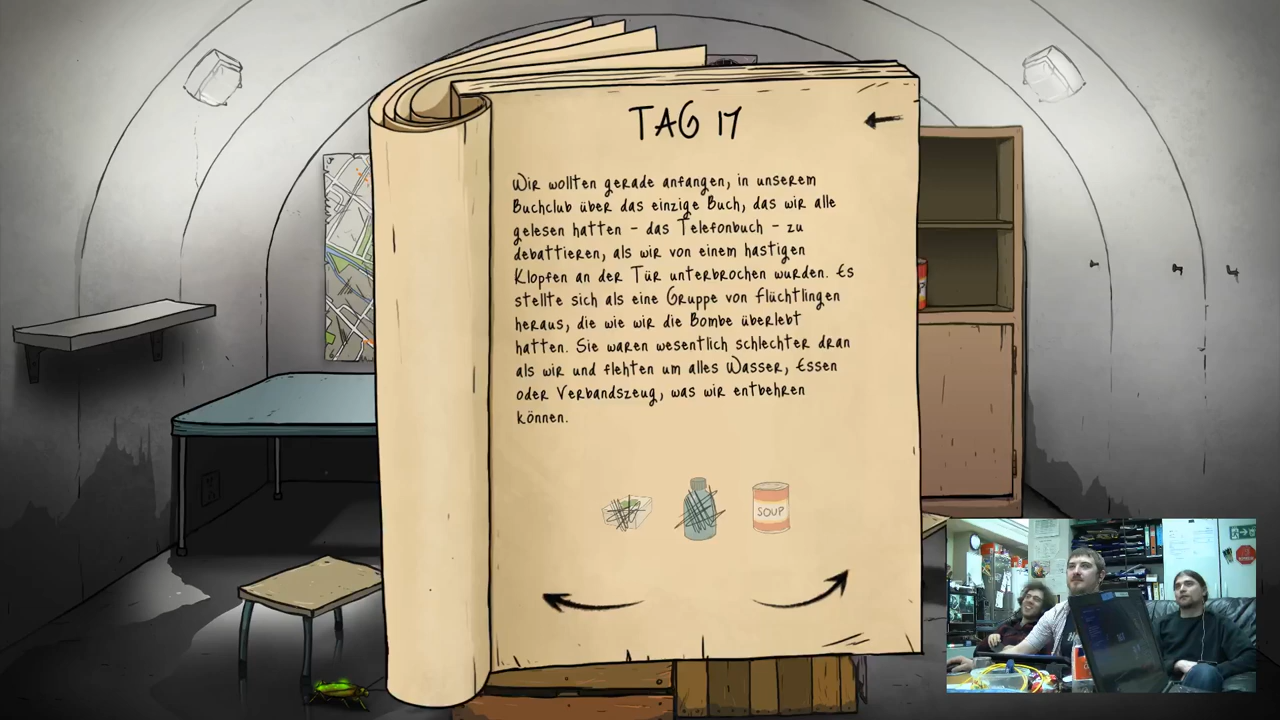 TAG 17
Wir wollten gerade anfangen, in unserem
Buchclub über das einzige Buch, das wir alle
gelesen hatten - das Telefonbuch - zu
debattieren, als wir von einem hastigen
Klopfen an der Tür unterbrochen wurden. Es
stellte sich als eine Gruppe von Flüchtlingen
heraus, die wie wir die Bombe überlebt
hatten. Sie waren wesentlich schlechter dran
als wir und flehten um alles Wasser, Essen
oder Verbandszeug, was wir entbehren
können.
SOUP